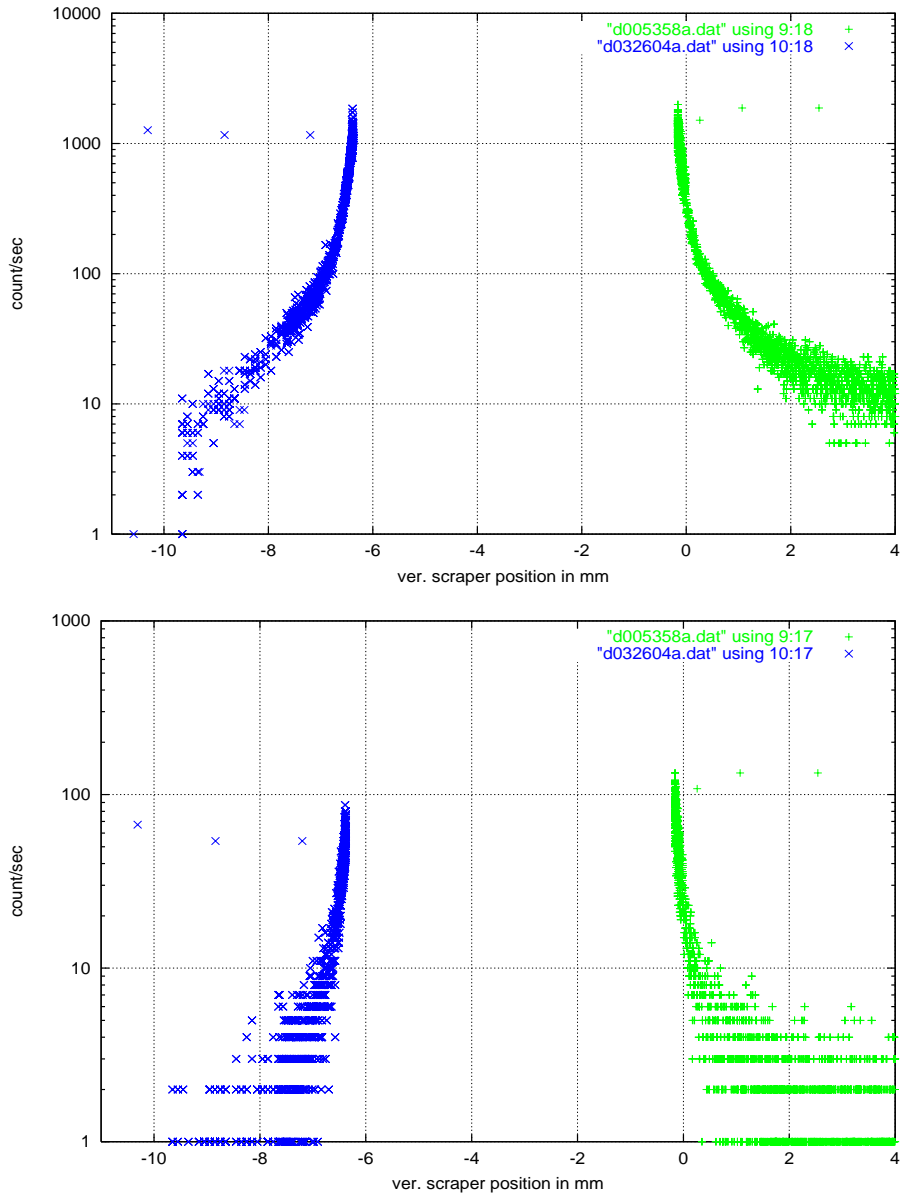 10000
1000
100
10
1
count/sec
"d005358a.dat" using 9:18
"d032604a.dat" using 10:18
-10 -8 -6 -4 -2 0 2 4
ver. scraper position in mm
1000
100
10
1
count/sec
"d005358a.dat" using 9:17
"d032604a.dat" using 10:17
-10 -8 -6 -4 -2 0 2 4
ver. scraper position in mm